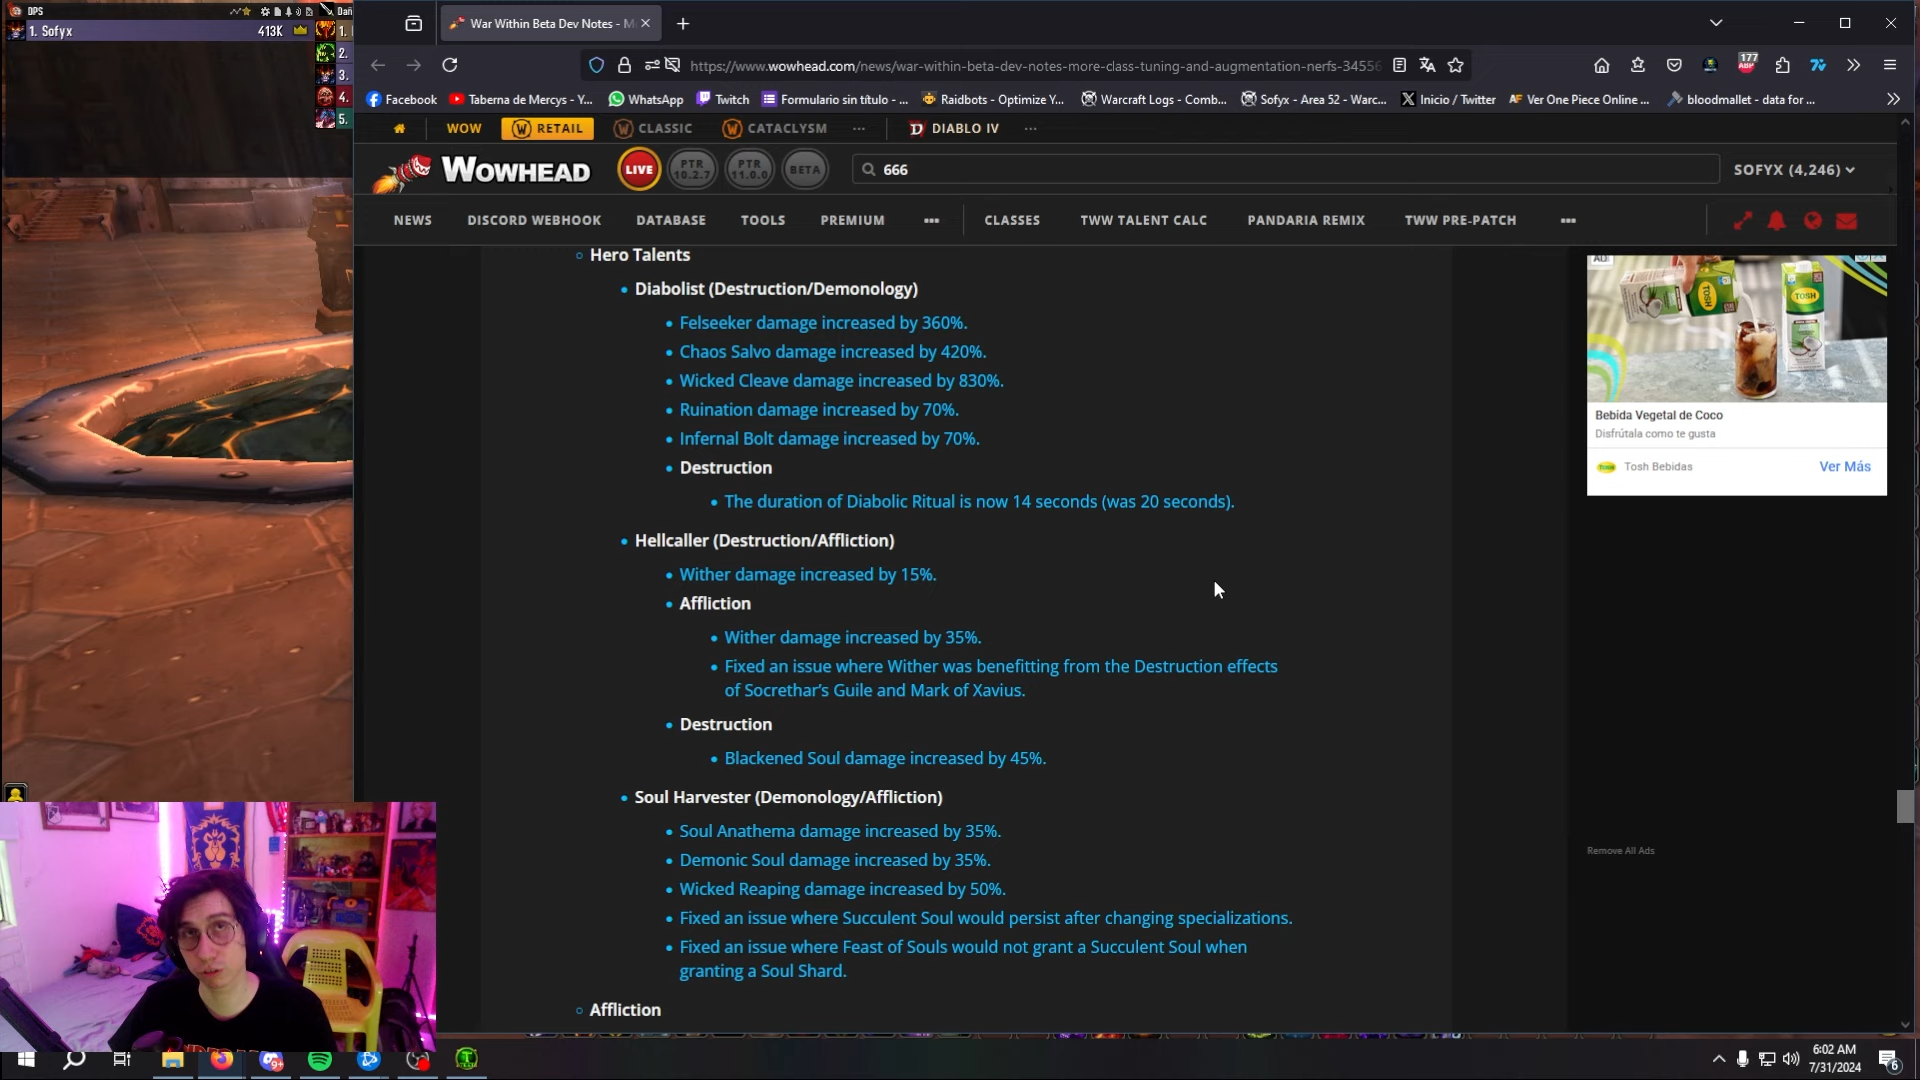 DPS
1. Sofyx 413K
1.
2.
3.
4.
5.
War Within Beta Dev Notes - M
https://www.wowhead.com/news/war-within-beta-dev-notes-more-class-tuning-and-augmentation-nerfs-34556
177
ABP
Facebook
Taberna de Mercys - Y...
WhatsApp
Twitch
Formulario sin título - ...
Raidbots - Optimize Y...
Warcraft Logs - Comb...
Sofyx - Area 52 - Warc...
Inicio / Twitter
Ver One Piece Online ...
bloodmallet - data for ...
WOW
RETAIL
CLASSIC
CATACLYSM
DIABLO IV
WOWHEAD
LIVE
PTR 10.2.7
PTR 11.0.0
BETA
666
SOFYX (4,246)
NEWS
DISCORD WEBHOOK
DATABASE
TOOLS
PREMIUM
CLASSES
TWW TALENT CALC
PANDARIA REMIX
TWW PRE-PATCH
Hero Talents
Diabolist (Destruction/Demonology)
Felseeker damage increased by 360%.
Chaos Salvo damage increased by 420%.
Wicked Cleave damage increased by 830%.
Ruination damage increased by 70%.
Infernal Bolt damage increased by 70%.
Destruction
The duration of Diabolic Ritual is now 14 seconds (was 20 seconds).
Hellcaller (Destruction/Affliction)
Wither damage increased by 15%.
Affliction
Wither damage increased by 35%.
Fixed an issue where Wither was benefitting from the Destruction effects
of Socrethar's Guile and Mark of Xavius.
Destruction
Blackened Soul damage increased by 45%.
Soul Harvester (Demonology/Affliction)
Soul Anathema damage increased by 35%.
Demonic Soul damage increased by 35%.
Wicked Reaping damage increased by 50%.
Fixed an issue where Succulent Soul would persist after changing specializations.
Fixed an issue where Feast of Souls would not grant a Succulent Soul when
granting a Soul Shard.
Affliction
AD
TOSH
TOSH
Bebida Vegetal de Coco
Disfrútala como te gusta
Tosh Bebidas
Ver Más
Remove All Ads
6:02 AM
7/31/2024
6